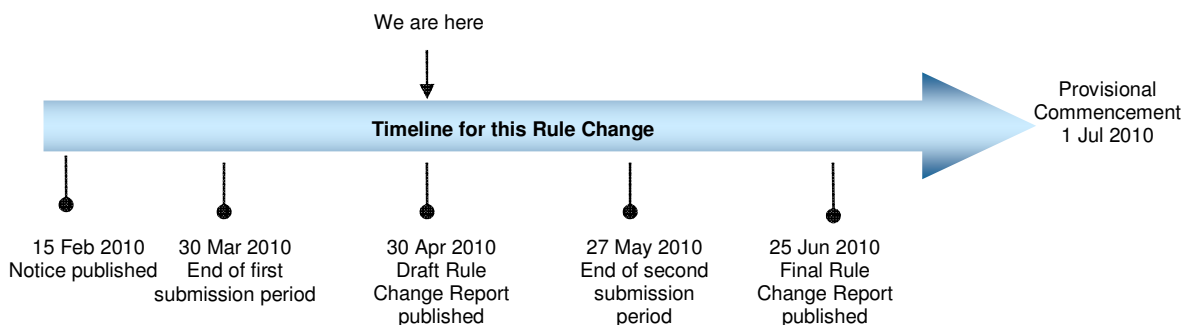 We are here
Timeline for this Rule Change
Provisional
Commencement
1 Jul 2010
15 Feb 2010
Notice published
30 Mar 2010
End of first
submission period
30 Apr 2010
Draft Rule
Change Report
published
27 May 2010
End of second
submission
period
25 Jun 2010
Final Rule
Change Report
published